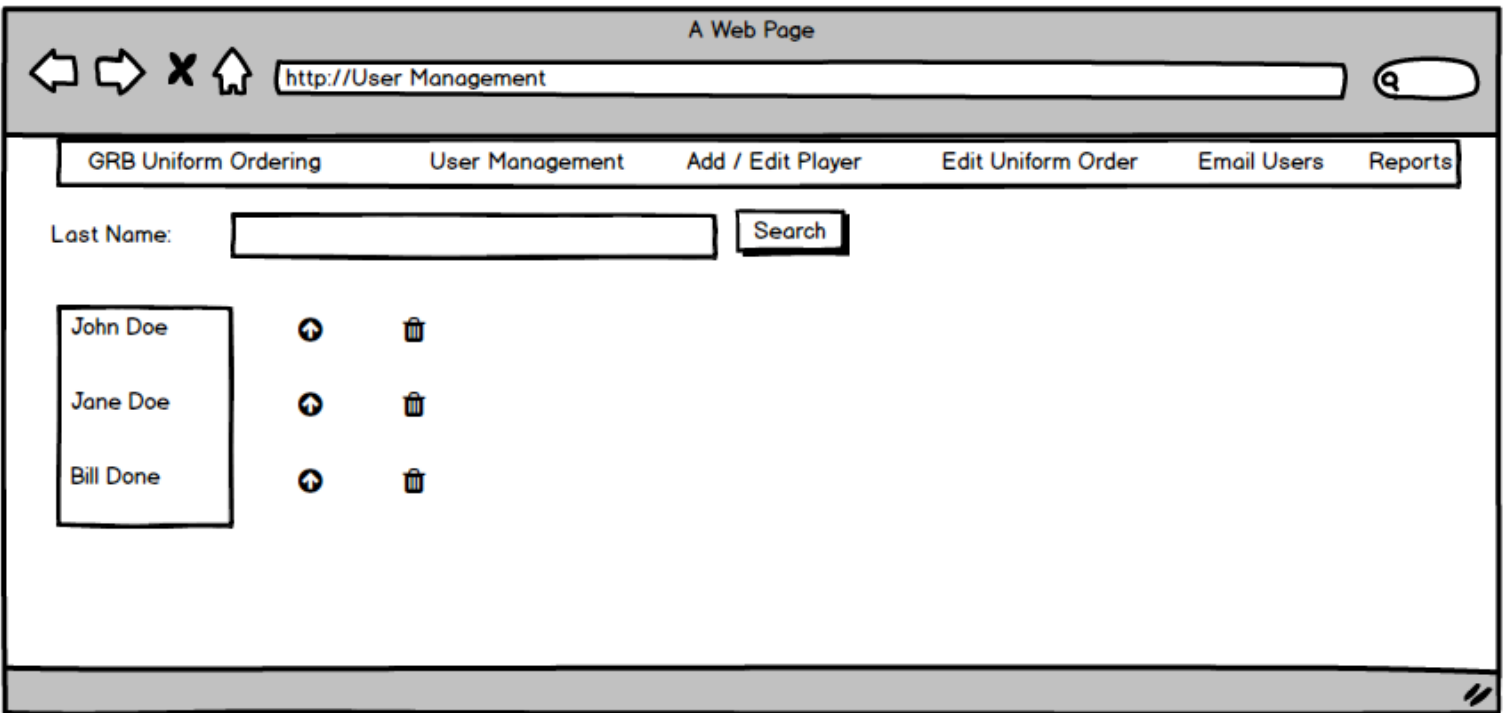 A Web Page
http://User Management
GRB Uniform Ordering User Management Add / Edit Player Edit Uniform Order Email Users Reports
Last Name: Search
John Doe
Jane Doe
Bill Done